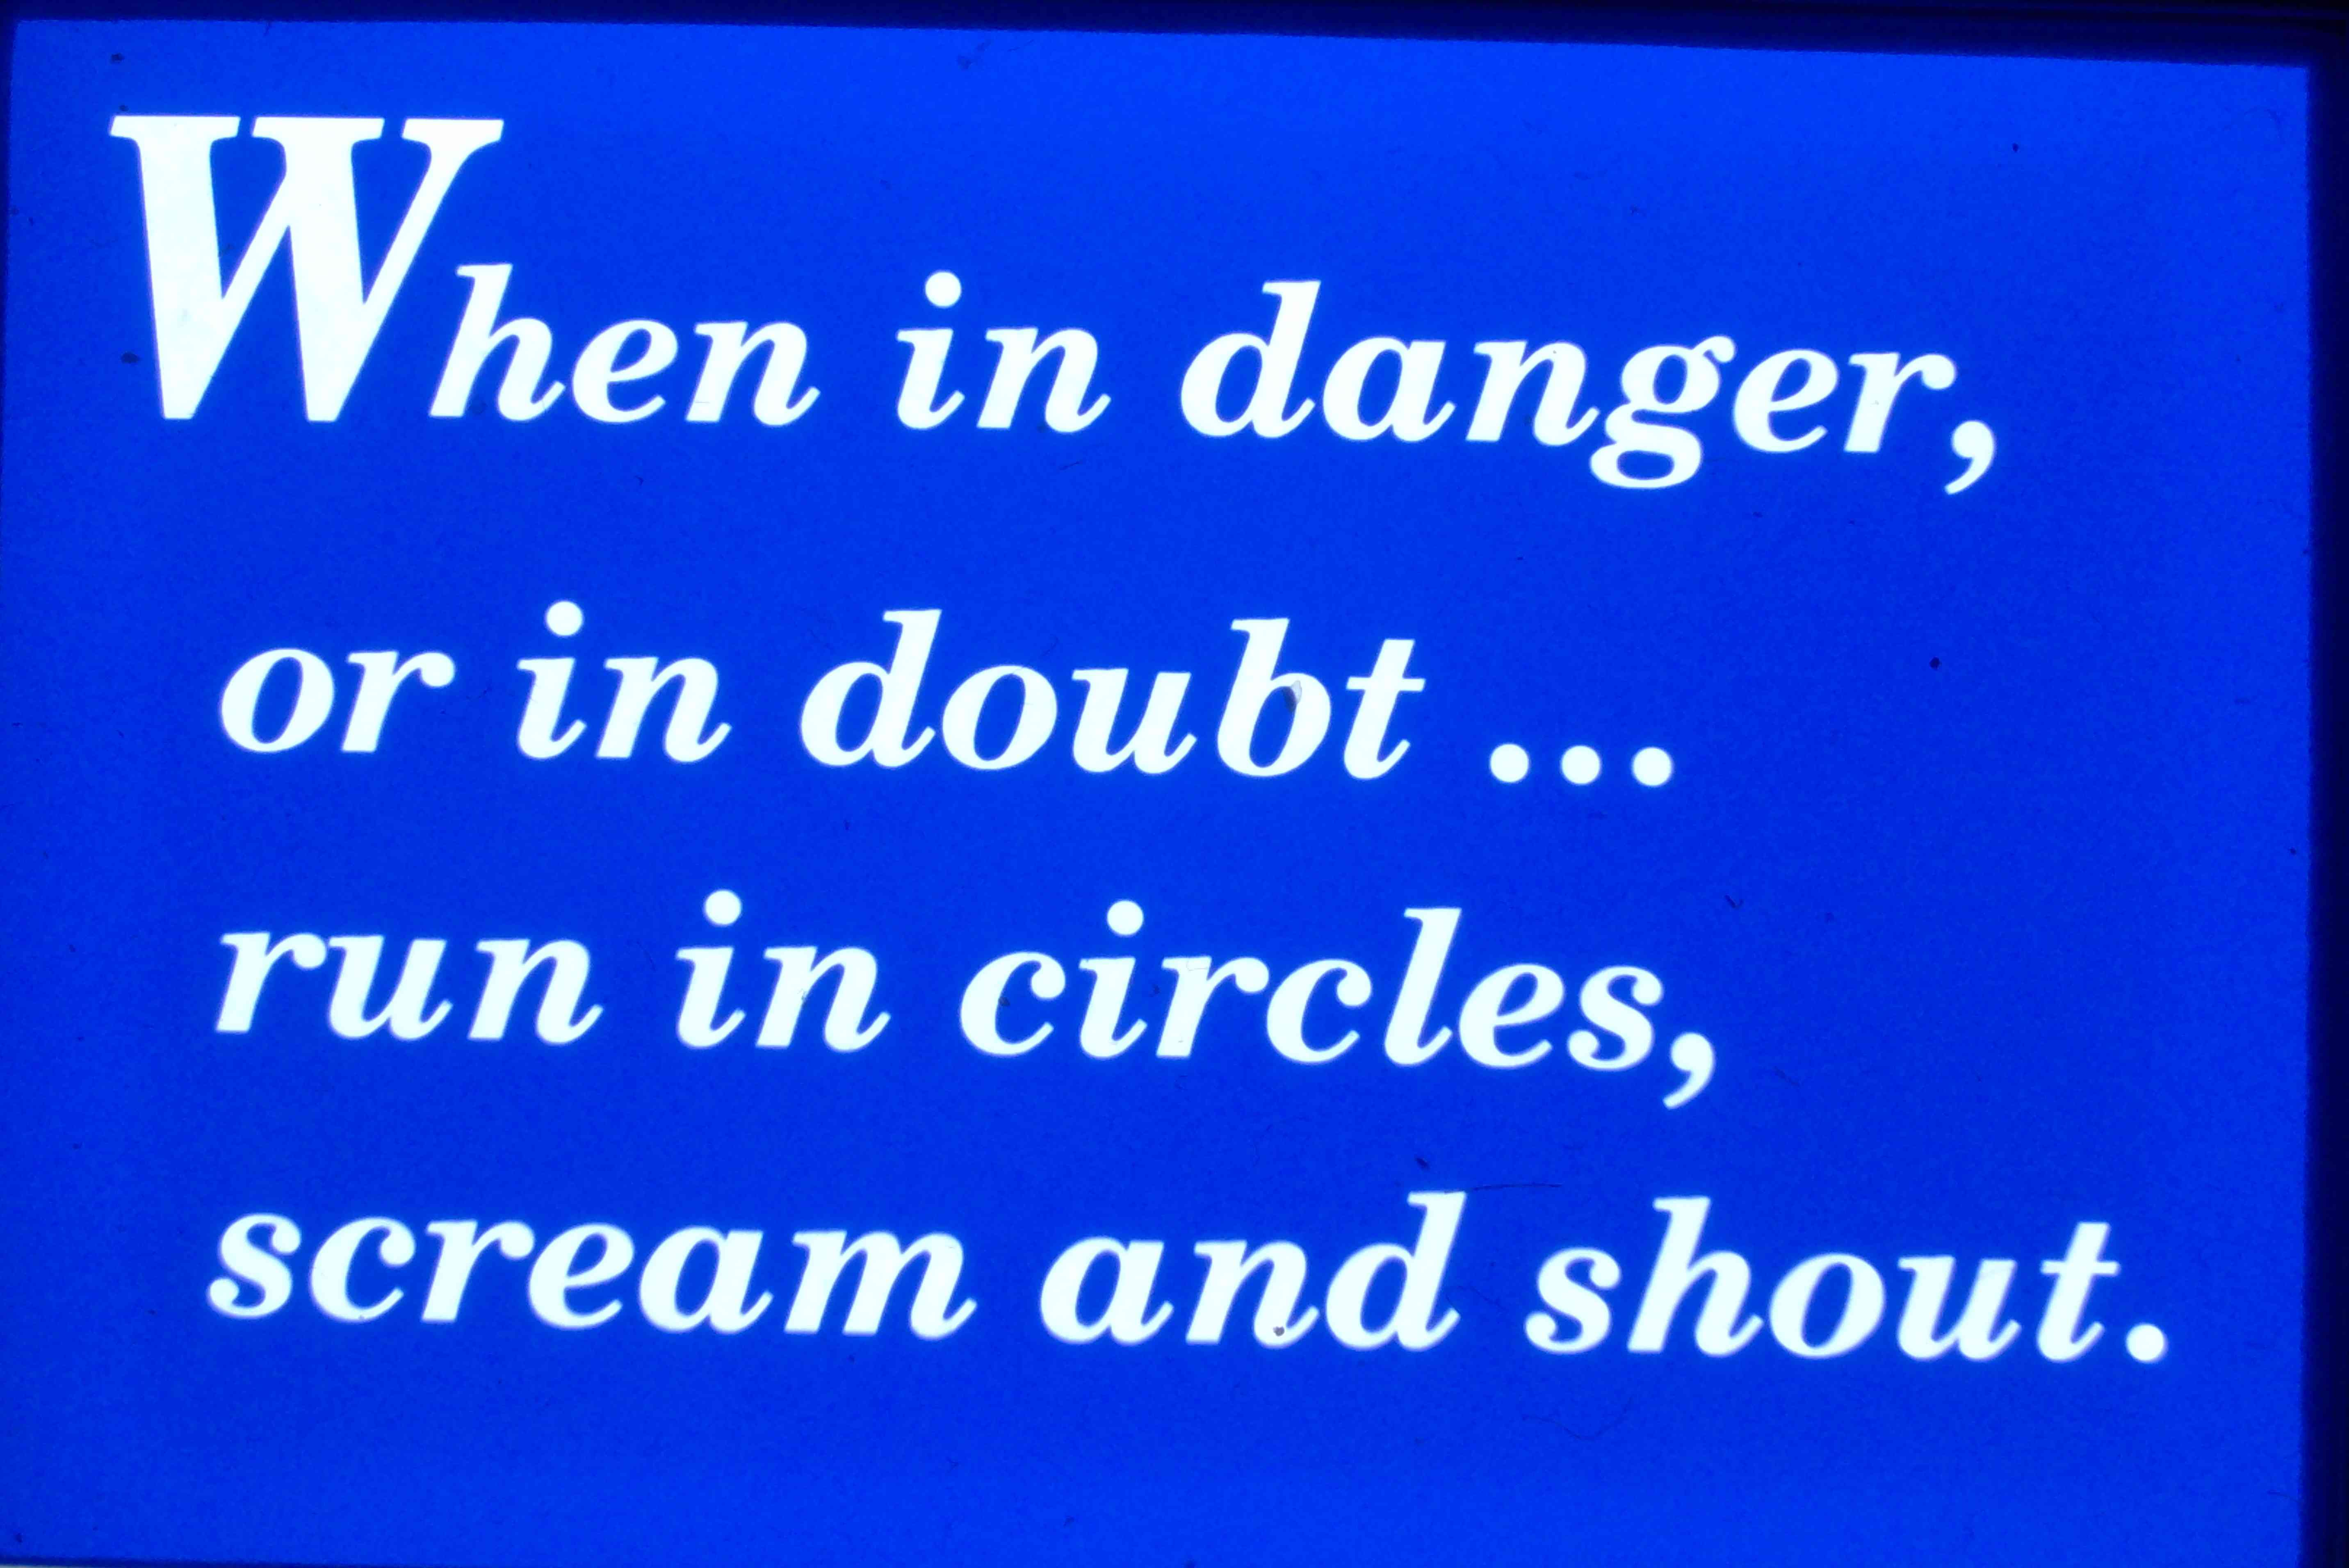 When in danger,
or in doubt ...
run in circles,
scream and shout.